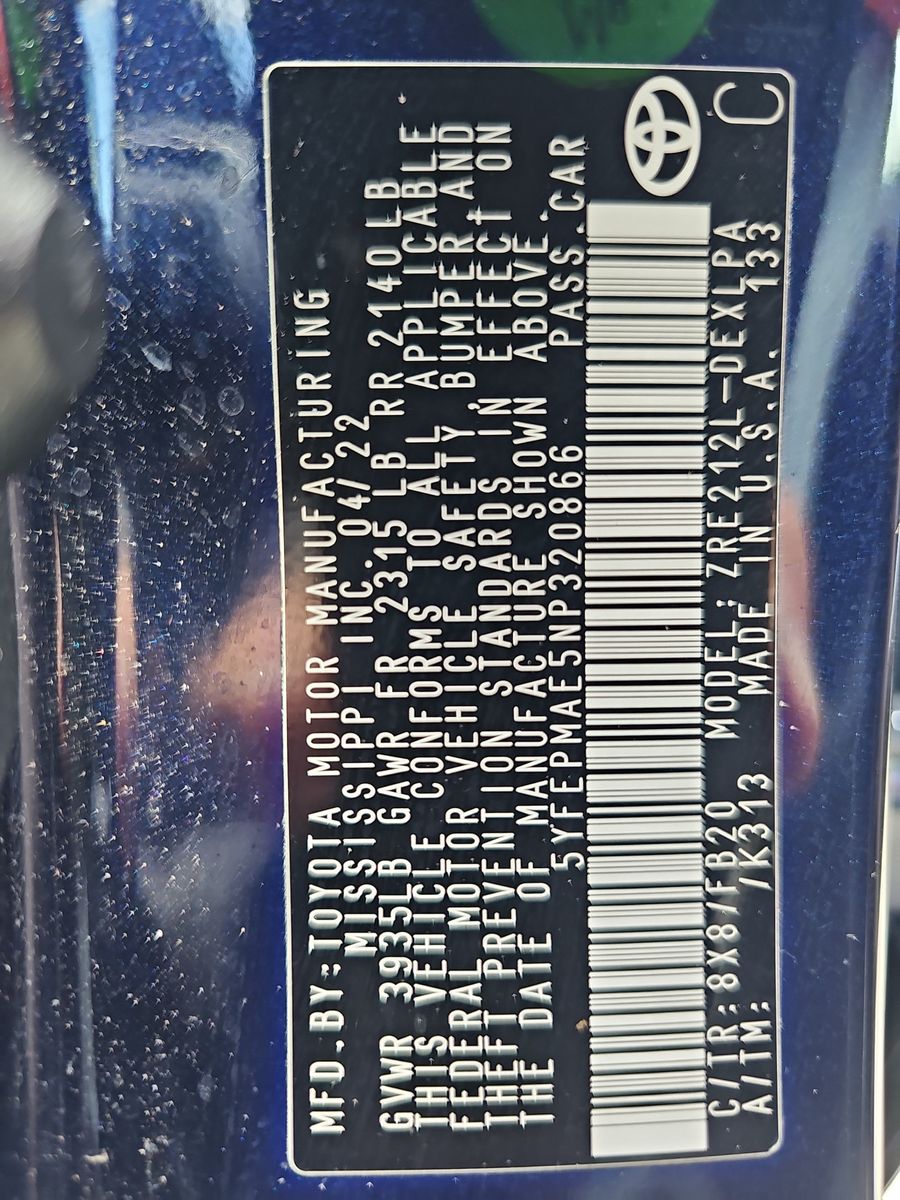 MFD.BY:TOYOTA MOTOR MANUFACTURING
MISSISSIPPI INC. 04/22
GVWR 3935LB GAWR FR 2315 LB RR 2140LB
THIS VEHICLE CONFORMS TO ALL APPLICABLE
FEDERAL MOTOR VEHICLE SAFETY, BUMPER AND
THEFT PREVENTION STANDARDS IN EFFECT ON
THE DATE OF MANUFACTURE SHOWN ABOVE.
5YFEPMAE5NP320866 PASS.CAR
C/TR: 8X8/FB20 MODEL: ZRE212L-DEXLPA
A/TM: /K313 MADE IN U.S.A. 133
C